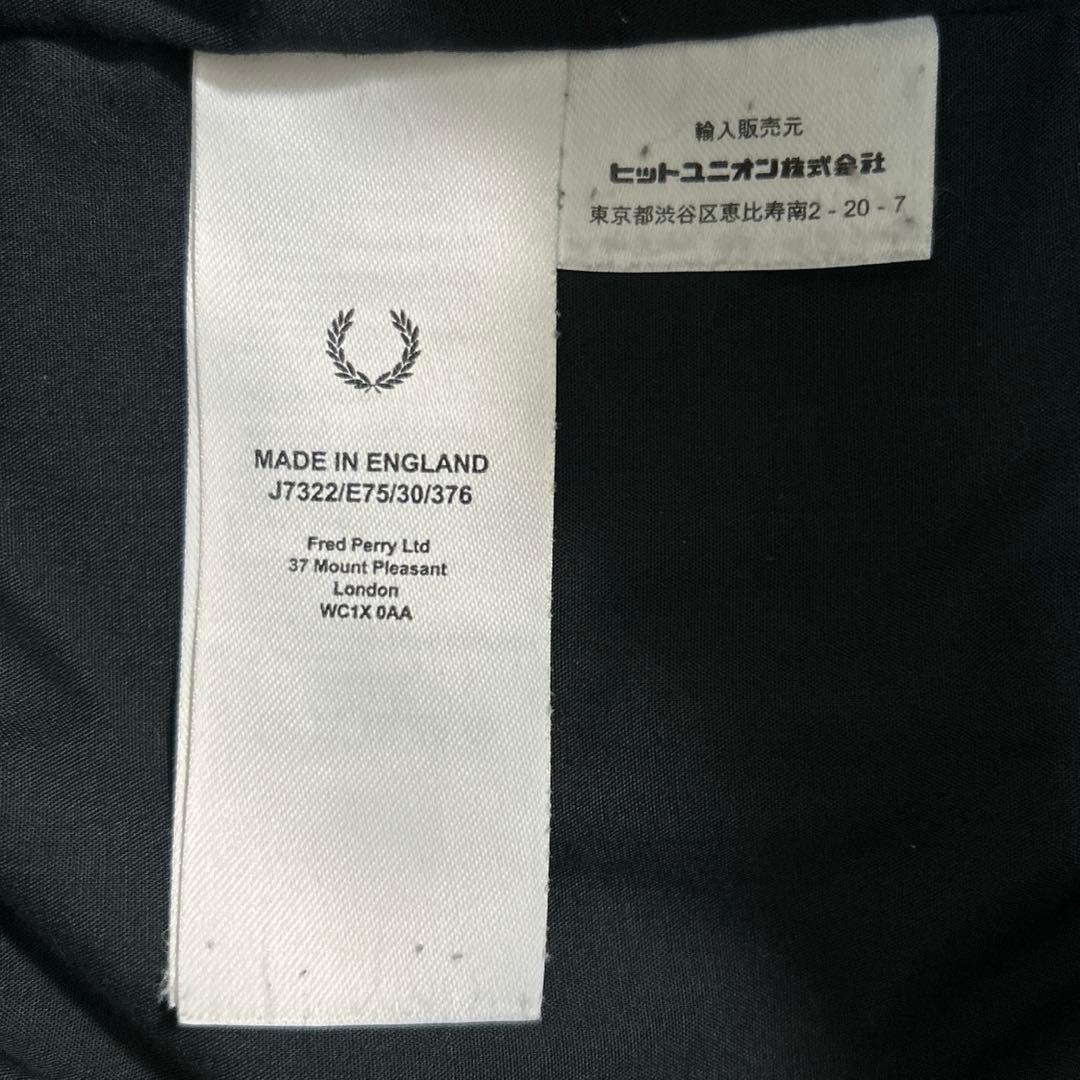 輸入販売元
ヒットユニオン株式会社
東京都渋谷区恵比寿南2-20-7
MADE IN ENGLAND
J7322/E75/30/376
Fred Perry Ltd
37 Mount Pleasant
London
WC1X 0AA